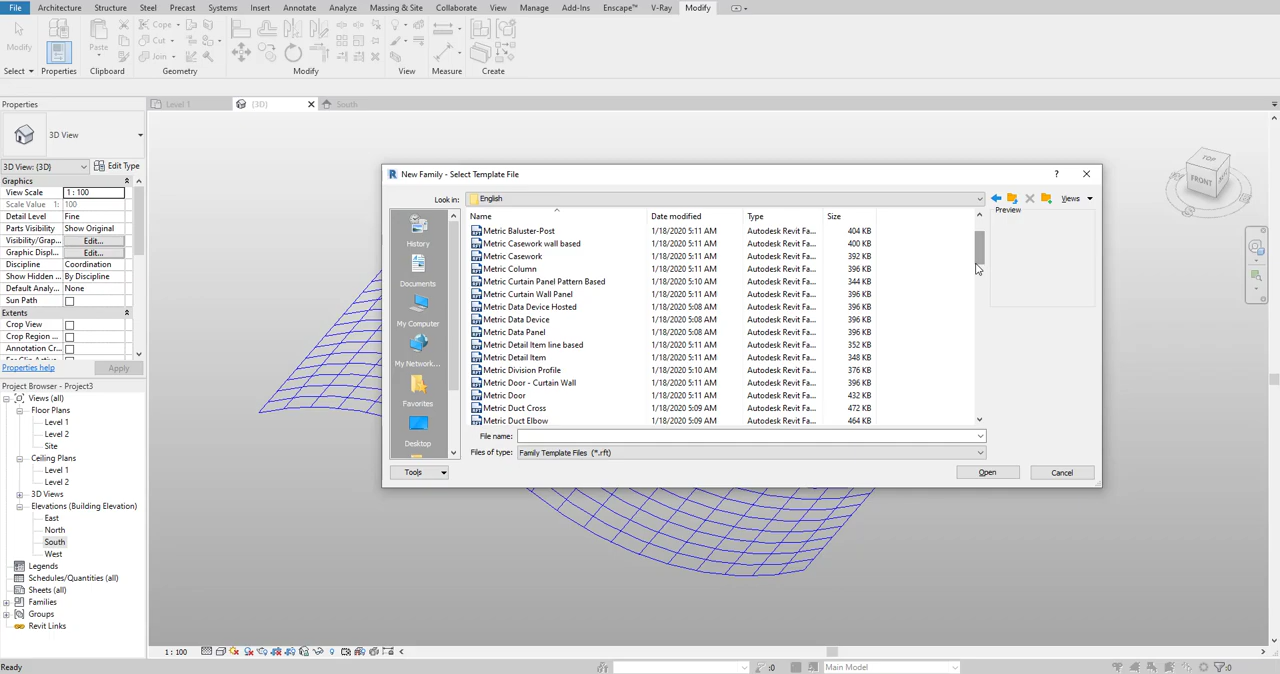 File Architecture Structure Steel Precast Systems Insert Annotate Analyze Massing & Site Collaborate View Manage Add-Ins Enscape™ V-Ray Modify
Modify Paste Cope Cut Join
Select Properties Clipboard Geometry Modify View Measure Create
Properties
Level 1 {3D} South
3D View
3D View: {3D} Edit Type
Graphics
View Scale 1 : 100
Scale Value 1: 100
Detail Level Fine
Parts Visibility Show Original
Visibility/Grap... Edit...
Graphic Displ... Edit...
Discipline Coordination
Show Hidden ... By Discipline
Default Analy... None
Sun Path
Extents
Crop View
Crop Region ...
Annotation Cr...
Properties help Apply
Project Browser - Project3
Views (all)
Floor Plans
Level 1
Level 2
Site
Ceiling Plans
Level 1
Level 2
3D Views
Elevations (Building Elevation)
East
North
South
West
Legends
Schedules/Quantities (all)
Sheets (all)
Families
Groups
Revit Links
New Family - Select Template File
Look in: English Views
Name Date modified Type Size Preview
Metric Baluster-Post 1/18/2020 5:11 AM Autodesk Revit Fa... 404 KB
Metric Casework wall based 1/18/2020 5:11 AM Autodesk Revit Fa... 400 KB
Metric Casework 1/18/2020 5:11 AM Autodesk Revit Fa... 392 KB
Metric Column 1/18/2020 5:11 AM Autodesk Revit Fa... 396 KB
Metric Curtain Panel Pattern Based 1/18/2020 5:10 AM Autodesk Revit Fa... 344 KB
Metric Curtain Wall Panel 1/18/2020 5:11 AM Autodesk Revit Fa... 396 KB
Metric Data Device Hosted 1/18/2020 5:08 AM Autodesk Revit Fa... 396 KB
Metric Data Device 1/18/2020 5:08 AM Autodesk Revit Fa... 396 KB
Metric Data Panel 1/18/2020 5:08 AM Autodesk Revit Fa... 396 KB
Metric Detail Item line based 1/18/2020 5:11 AM Autodesk Revit Fa... 352 KB
Metric Detail Item 1/18/2020 5:11 AM Autodesk Revit Fa... 348 KB
Metric Division Profile 1/18/2020 5:10 AM Autodesk Revit Fa... 376 KB
Metric Door - Curtain Wall 1/18/2020 5:11 AM Autodesk Revit Fa... 396 KB
Metric Door 1/18/2020 5:11 AM Autodesk Revit Fa... 432 KB
Metric Duct Cross 1/18/2020 5:09 AM Autodesk Revit Fa... 472 KB
Metric Duct Elbow 1/18/2020 5:09 AM Autodesk Revit Fa... 464 KB
History
Documents
My Computer
My Network...
Favorites
Desktop
File name:
Files of type: Family Template Files (*.rft)
Tools Open Cancel
TOP
FRONT
1 : 100
Ready :0 Main Model :0